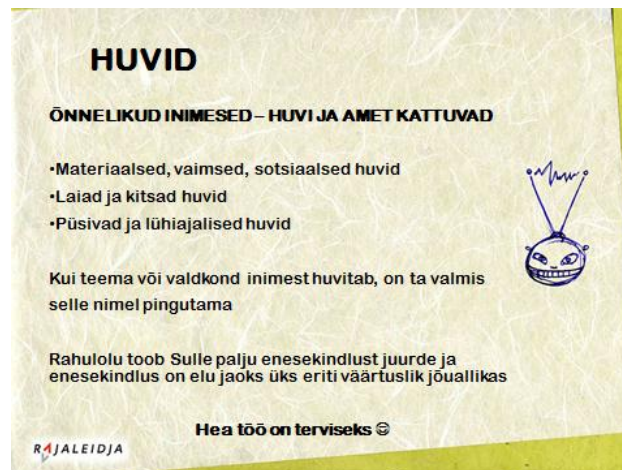 HUVID
ÕNNELIKUD INIMESED – HUVI JA AMET KATTUVAD
•Materiaalsed, vaimsed, sotsiaalsed huvid
•Laiad ja kitsad huvid
•Püsivad ja lühiajalised huvid
Kui teema või valdkond inimest huvitab, on ta valmis
selle nimel pingutama
Rahulolu toob Sulle palju enesekindlust juurde ja
enesekindlus on elu jaoks üks eriti väärtuslik jõuallikas
Hea töö on terviseks ☺
RAJALEIDJA